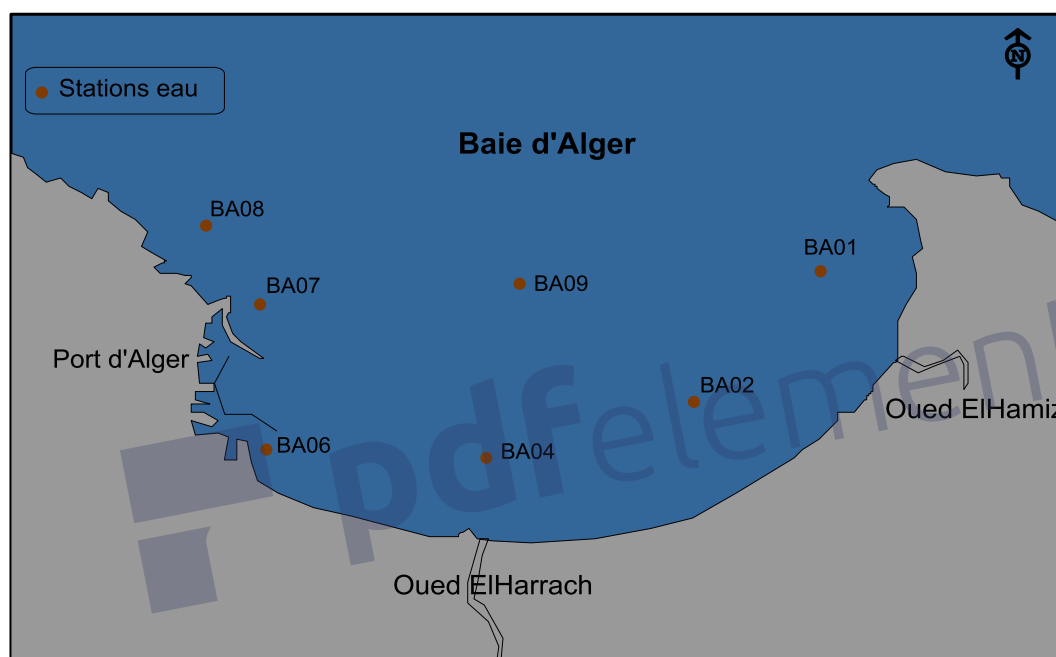 N
Stations eau
Baie d'Alger
BA08
BA01
BA07
BA09
Port d'Alger
BA02
Oued ElHamiz
BA06
BA04
Oued ElHarrach
pdfelement